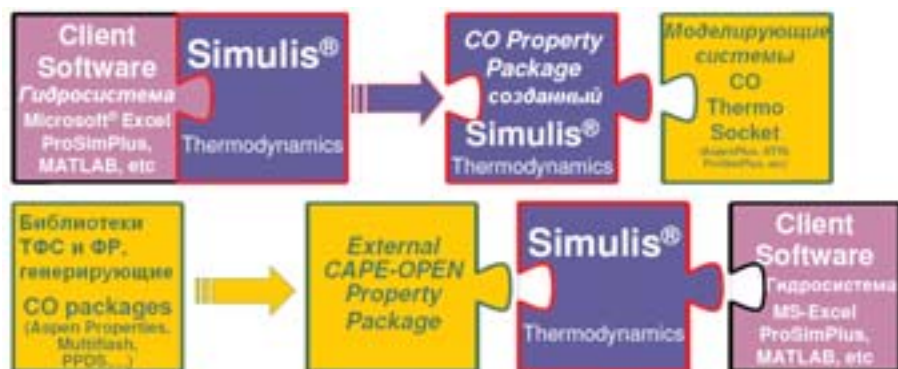 Client
Software
Гидросистема
Microsoft® Excel
ProSimPlus,
MATLAB, etc
Simulis®
Thermodynamics
CO Property
Package
созданный
Simulis®
Thermodynamics
Моделирующие
системы
CO
Thermo
Socket
ProSimPlus, etc)
Библиотеки
ТФС и ФР,
генерирующие
CO packages
(Aspen Properties,
Multiflash,
PPDS,...)
External
CAPE-OPEN
Property
Package
Simulis®
Thermodynamics
Client
Software
Гидросистема
MS-Excel
ProSimPlus,
MATLAB, etc